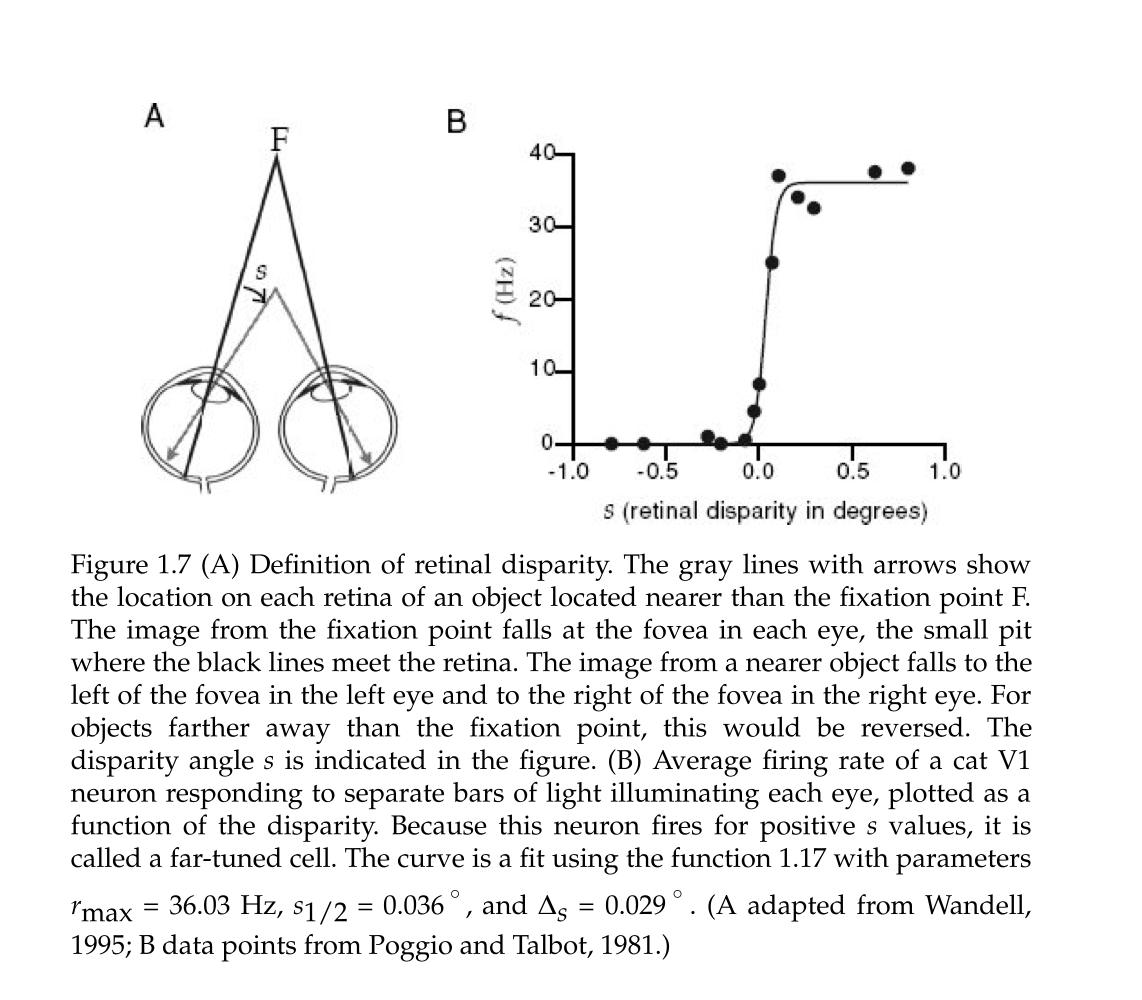 A
B
F
s
40
30
20
10
0
f (Hz)
-1.0 -0.5 0.0 0.5 1.0
s (retinal disparity in degrees)
Figure 1.7 (A) Definition of retinal disparity. The gray lines with arrows show
the location on each retina of an object located nearer than the fixation point F.
The image from the fixation point falls at the fovea in each eye, the small pit
where the black lines meet the retina. The image from a nearer object falls to the
left of the fovea in the left eye and to the right of the fovea in the right eye. For
objects farther away than the fixation point, this would be reversed. The
disparity angle s is indicated in the figure. (B) Average firing rate of a cat V1
neuron responding to separate bars of light illuminating each eye, plotted as a
function of the disparity. Because this neuron fires for positive s values, it is
called a far-tuned cell. The curve is a fit using the function 1.17 with parameters
rmax = 36.03 Hz, s1/2 = 0.036°, and Δs = 0.029°. (A adapted from Wandell,
1995; B data points from Poggio and Talbot, 1981.)